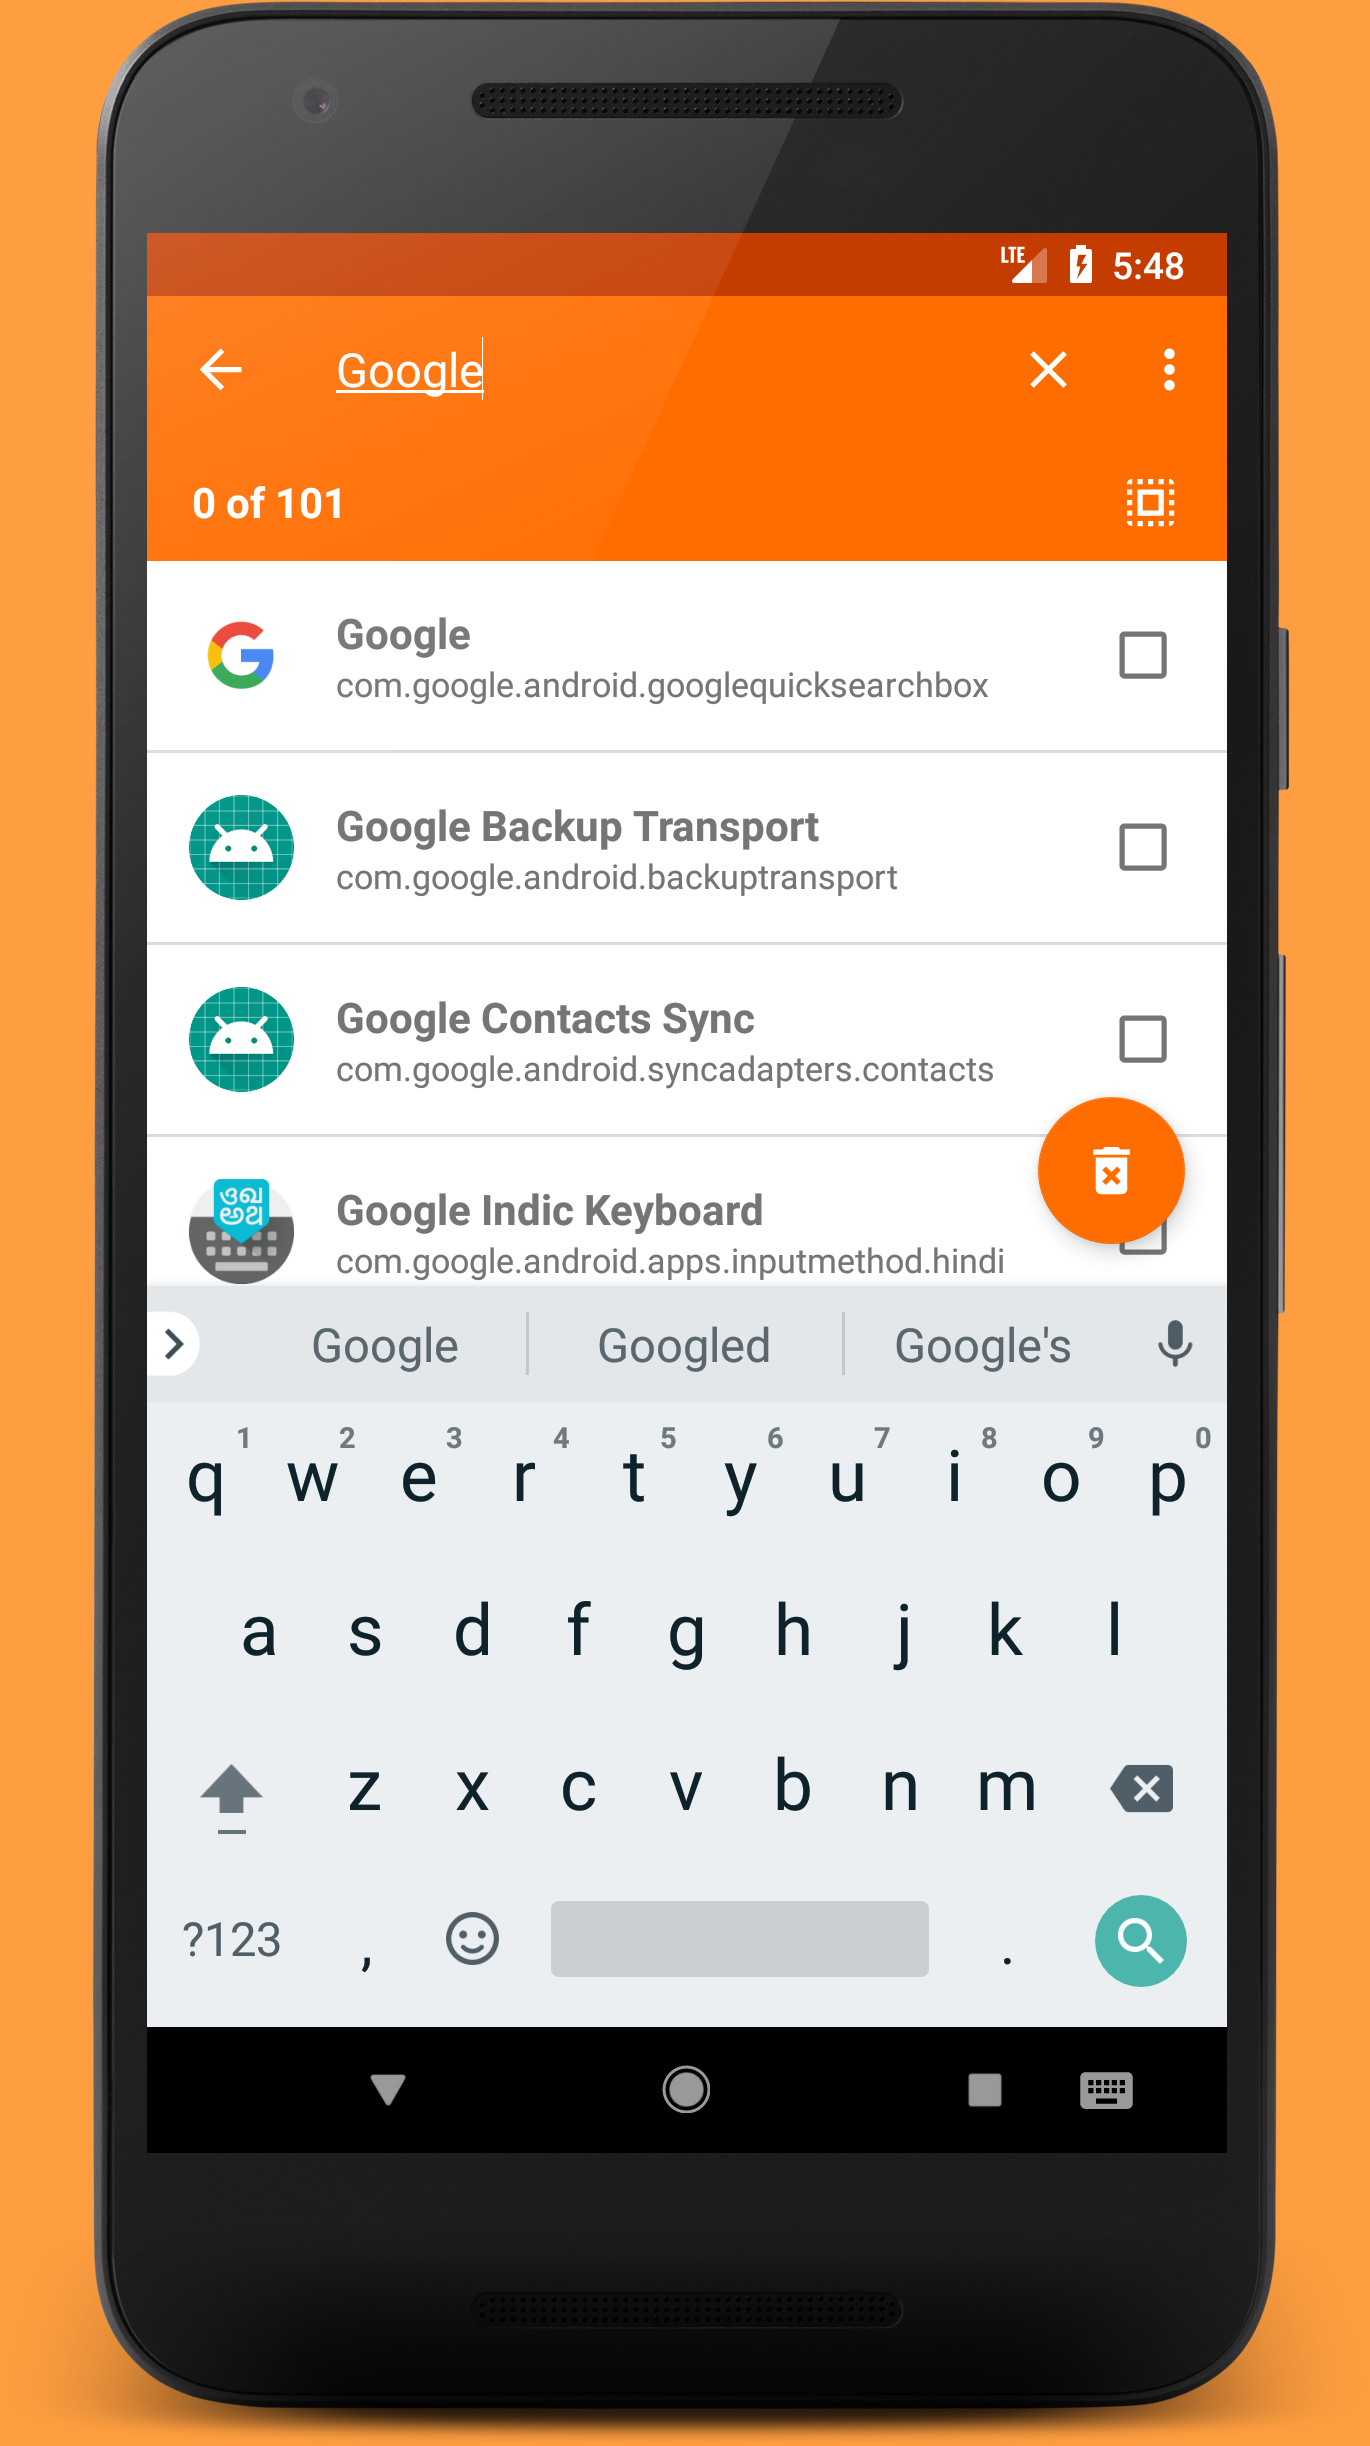 LTE 5:48
Google
0 of 101
Google
com.google.android.googlequicksearchbox
Google Backup Transport
com.google.android.backuptransport
Google Contacts Sync
com.google.android.syncadapters.contacts
ഒഖ
ਅथ
Google Indic Keyboard
com.google.android.apps.inputmethod.hindi
Google Googled Google's
1 2 3 4 5 6 7 8 9 0
q w e r t y u i o p
a s d f g h j k l
z x c v b n m
?123 , .